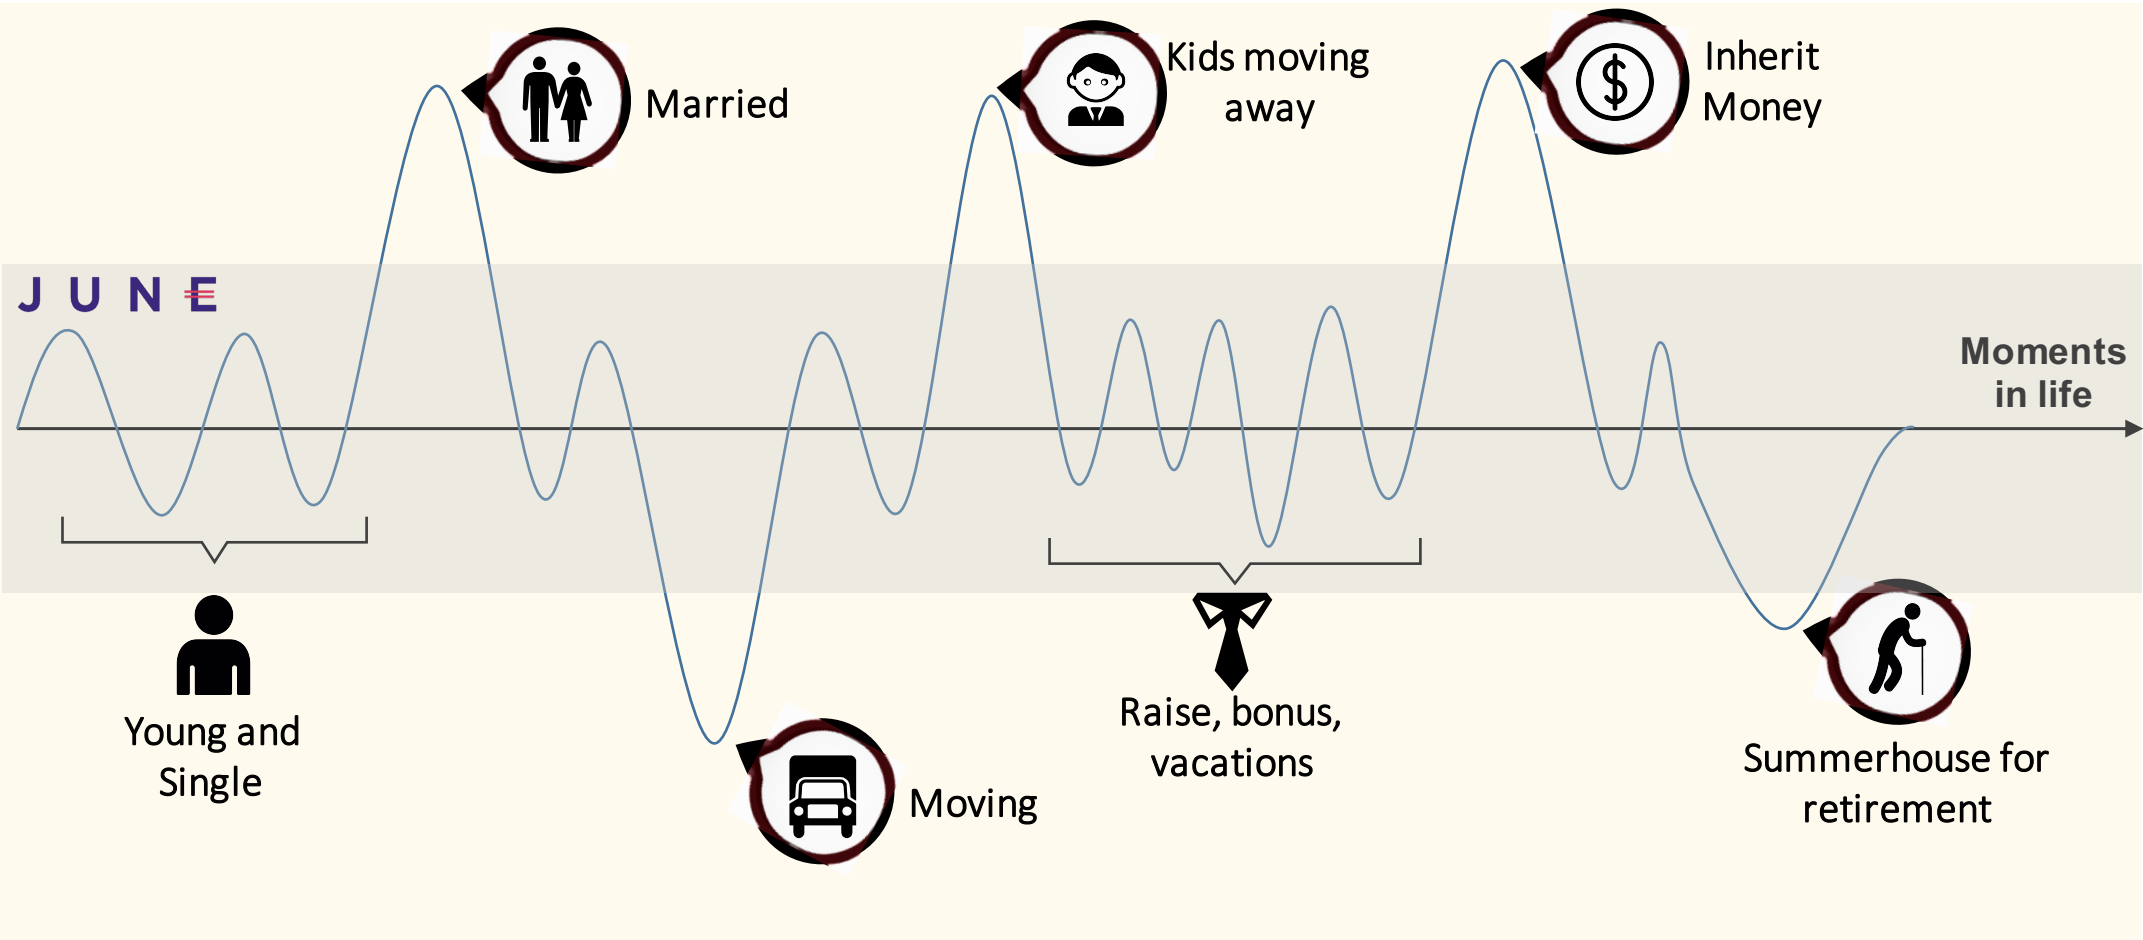 Married
Kids moving
away
Inherit
Money
JUNE
Moments
in life
Young and
Single
Moving
Raise, bonus,
vacations
Summerhouse for
retirement